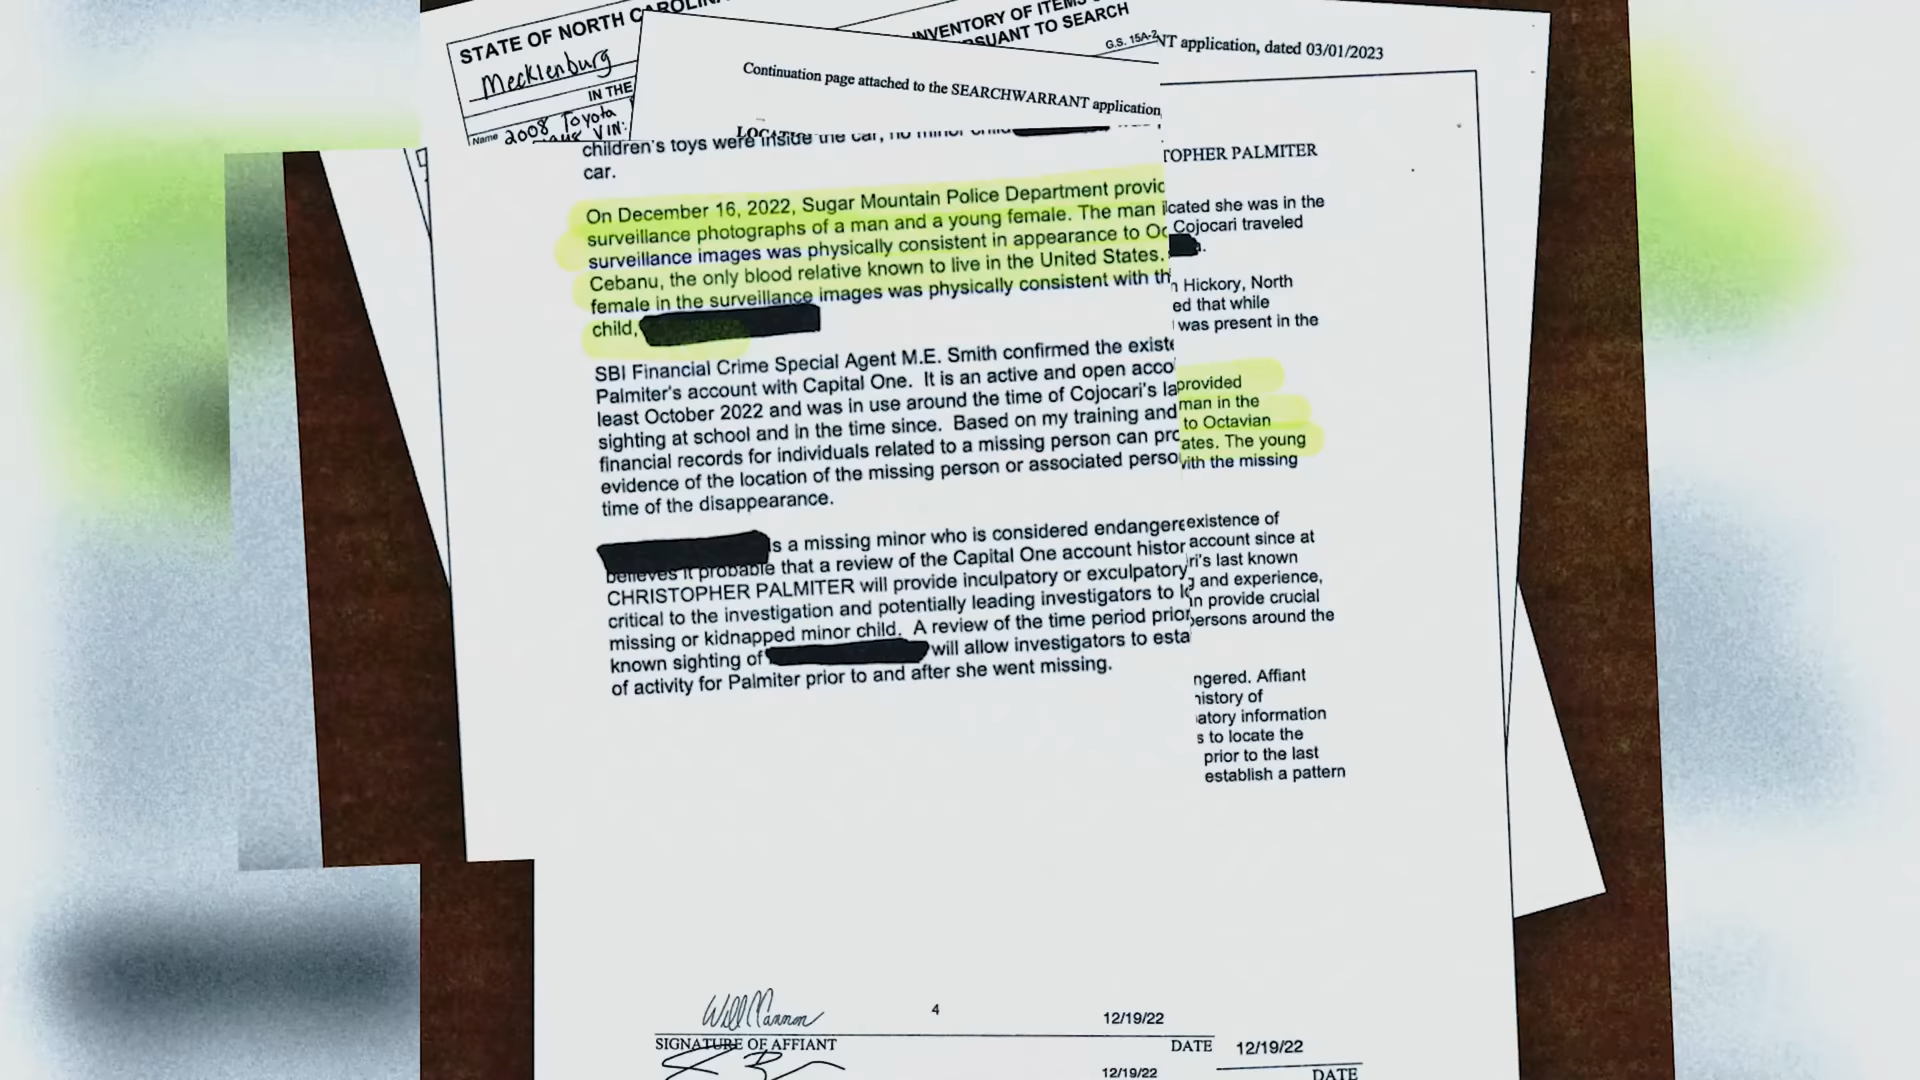 STATE OF NORTH CAROLIN
Mecklenburg
IN THE
Name 2008 Toyota
VIN:
INVENTORY OF ITEMS
SUANT TO SEARCH
G.S. 15A-2
NT application, dated 03/01/2023
Continuation page attached to the SEARCHWARRANT application
children's toys were inside the car, no minor child
car.
On December 16, 2022, Sugar Mountain Police Department provid
surveillance photographs of a man and a young female. The man i
surveillance images was physically consistent in appearance to Oc
Cebanu, the only blood relative known to live in the United States.
female in the surveillance images was physically consistent with th
child,
SBI Financial Crime Special Agent M.E. Smith confirmed the existe
Palmiter's account with Capital One. It is an active and open acco
least October 2022 and was in use around the time of Cojocari's la
sighting at school and in the time since. Based on my training and
financial records for individuals related to a missing person can pro
evidence of the location of the missing person or associated perso
time of the disappearance.
is a missing minor who is considered endangere
believes it probable that a review of the Capital One account histor
CHRISTOPHER PALMITER will provide inculpatory or exculpatory
critical to the investigation and potentially leading investigators to lo
missing or kidnapped minor child. A review of the time period prior
known sighting of will allow investigators to esta
of activity for Palmiter prior to and after she went missing.
TOPHER PALMITER
icated she was in the
Cojocari traveled
n Hickory, North
ed that while
was present in the
provided
man in the
to Octavian
ates. The young
with the missing
existence of
account since at
ri's last known
g and experience,
n provide crucial
persons around the
ngered. Affiant
history of
atory information
s to locate the
prior to the last
establish a pattern
Will Cannon
4
12/19/22
SIGNATURE OF AFFIANT
DATE
12/19/22
12/19/22
DATE